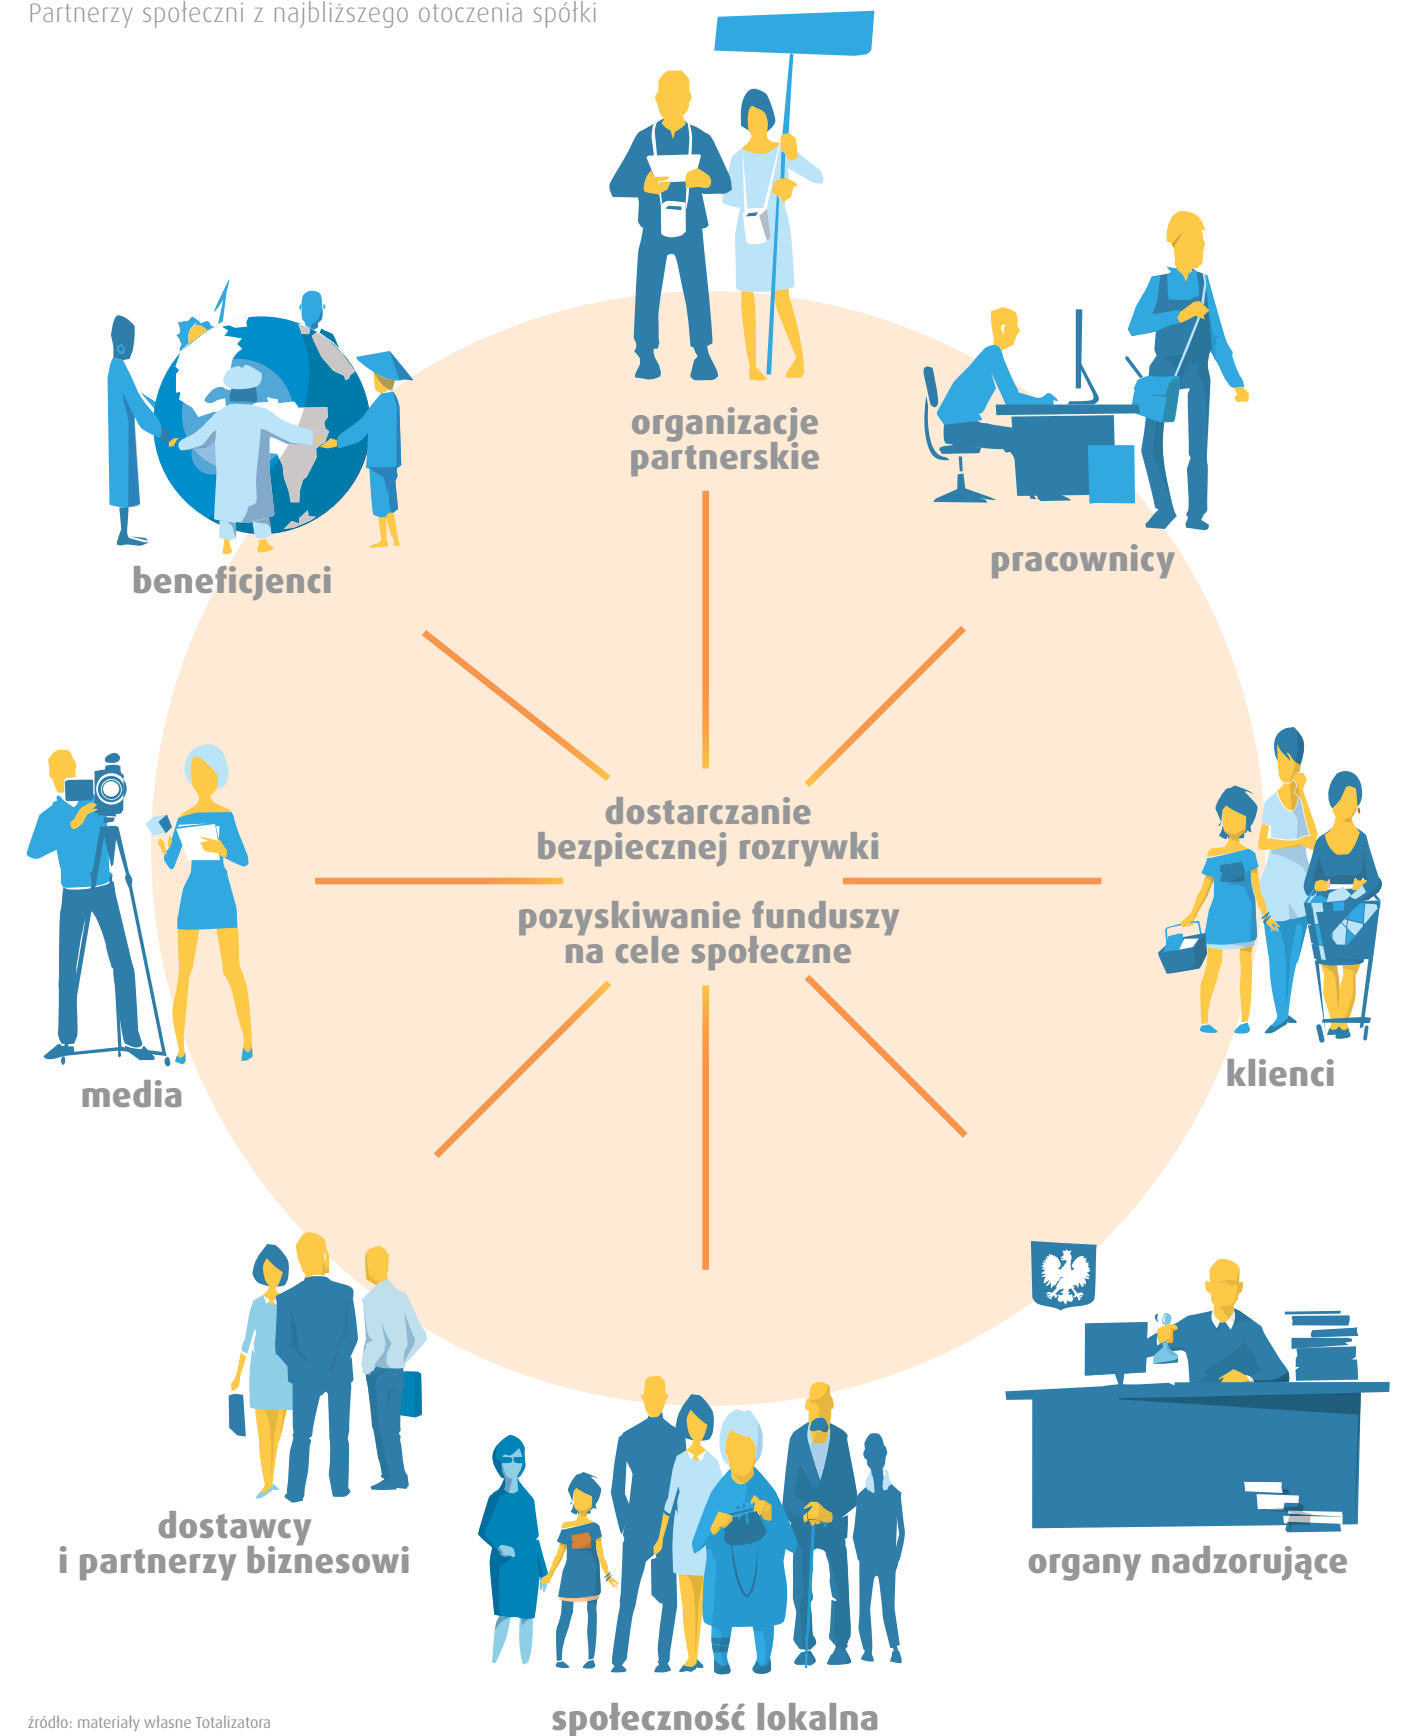 Partnerzy społeczni z najbliższego otoczenia spółki
organizacje
partnerskie
pracownicy
beneficjenci
dostarczanie
bezpiecznej rozrywki
pozyskiwanie funduszy
na cele społeczne
klienci
media
dostawcy
i partnerzy biznesowi
organy nadzorujące
społeczność lokalna
źródło: materiały własne Totalizatora